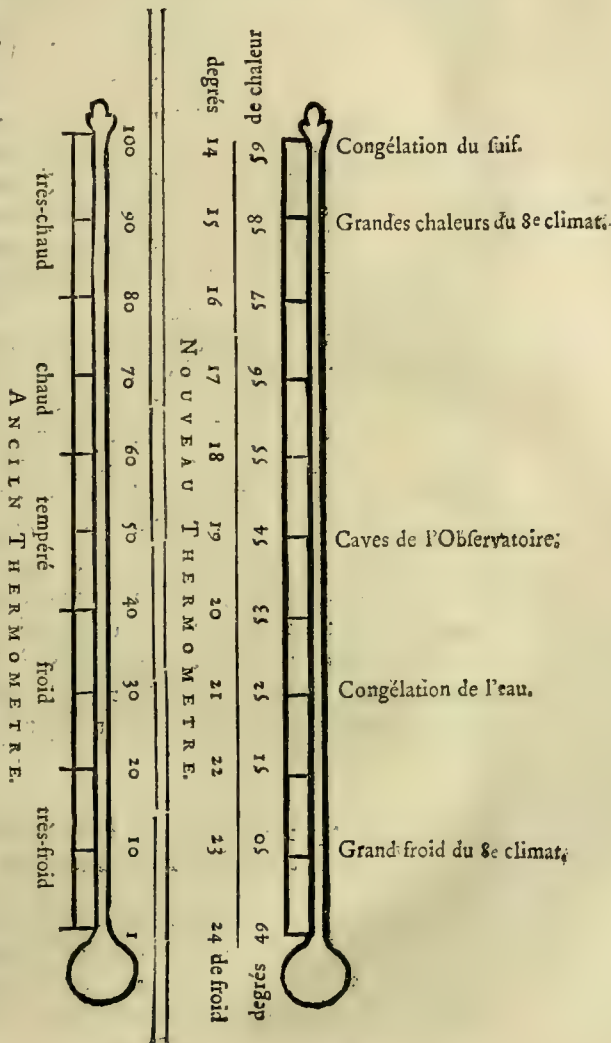 ANCIEN THERMOMETRE.
très-chaud
chaud
tempéré
froid
très-froid
100
90
80
70
60
50
40
30
20
10
1
NOUVEAU THERMOMETRE.
degrés 14 15 16 17 18 19 20 21 22 23 24 de froid
de chaleur 59 58 57 56 55 54 53 52 51 50 49 degrés
Congélation du ſuif.
Grandes chaleurs du 8e climat.
Caves de l'Obſervatoire;
Congélation de l'eau.
Grand froid du 8e climat,